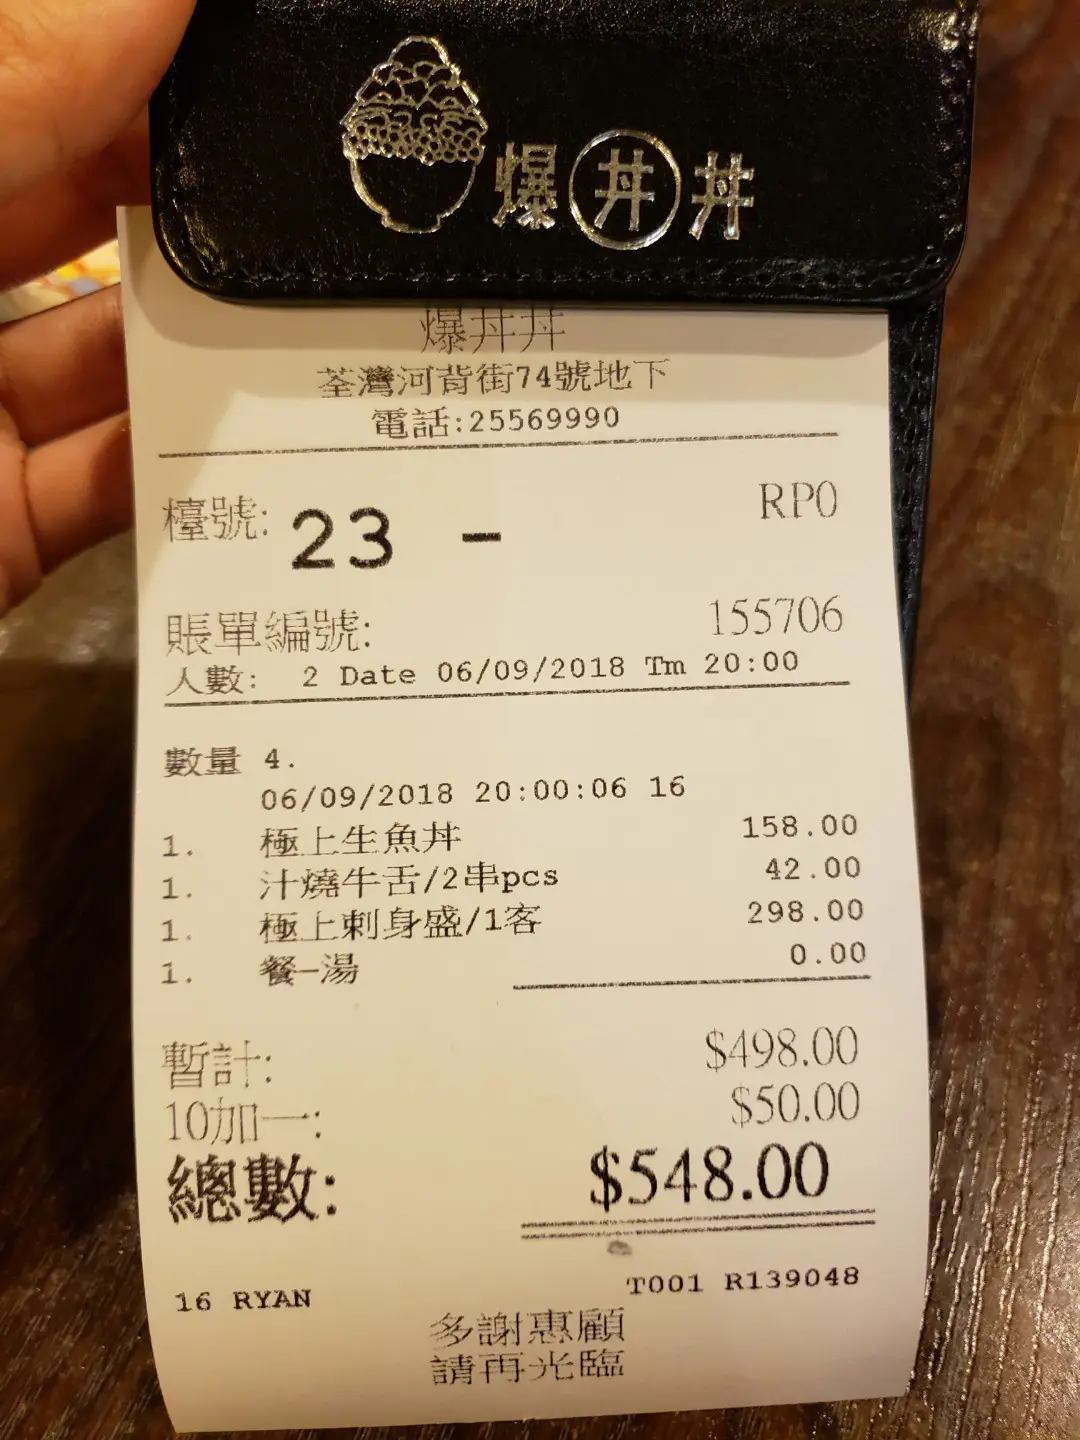 爆丼丼
爆丼丼
荃灣河背街74號地下
電話:25569990
檯號: 23 - RP0
賬單編號: 155706
人數: 2 Date 06/09/2018 Tm 20:00
數量 4.
06/09/2018 20:00:06 16
1. 極上生魚丼 158.00
1. 汁燒牛舌/2串pcs 42.00
1. 極上刺身盛/1客 298.00
1. 餐-湯 0.00
暫計: $498.00
10加一: $50.00
總數: $548.00
16 RYAN T001 R139048
多謝惠顧
請再光臨